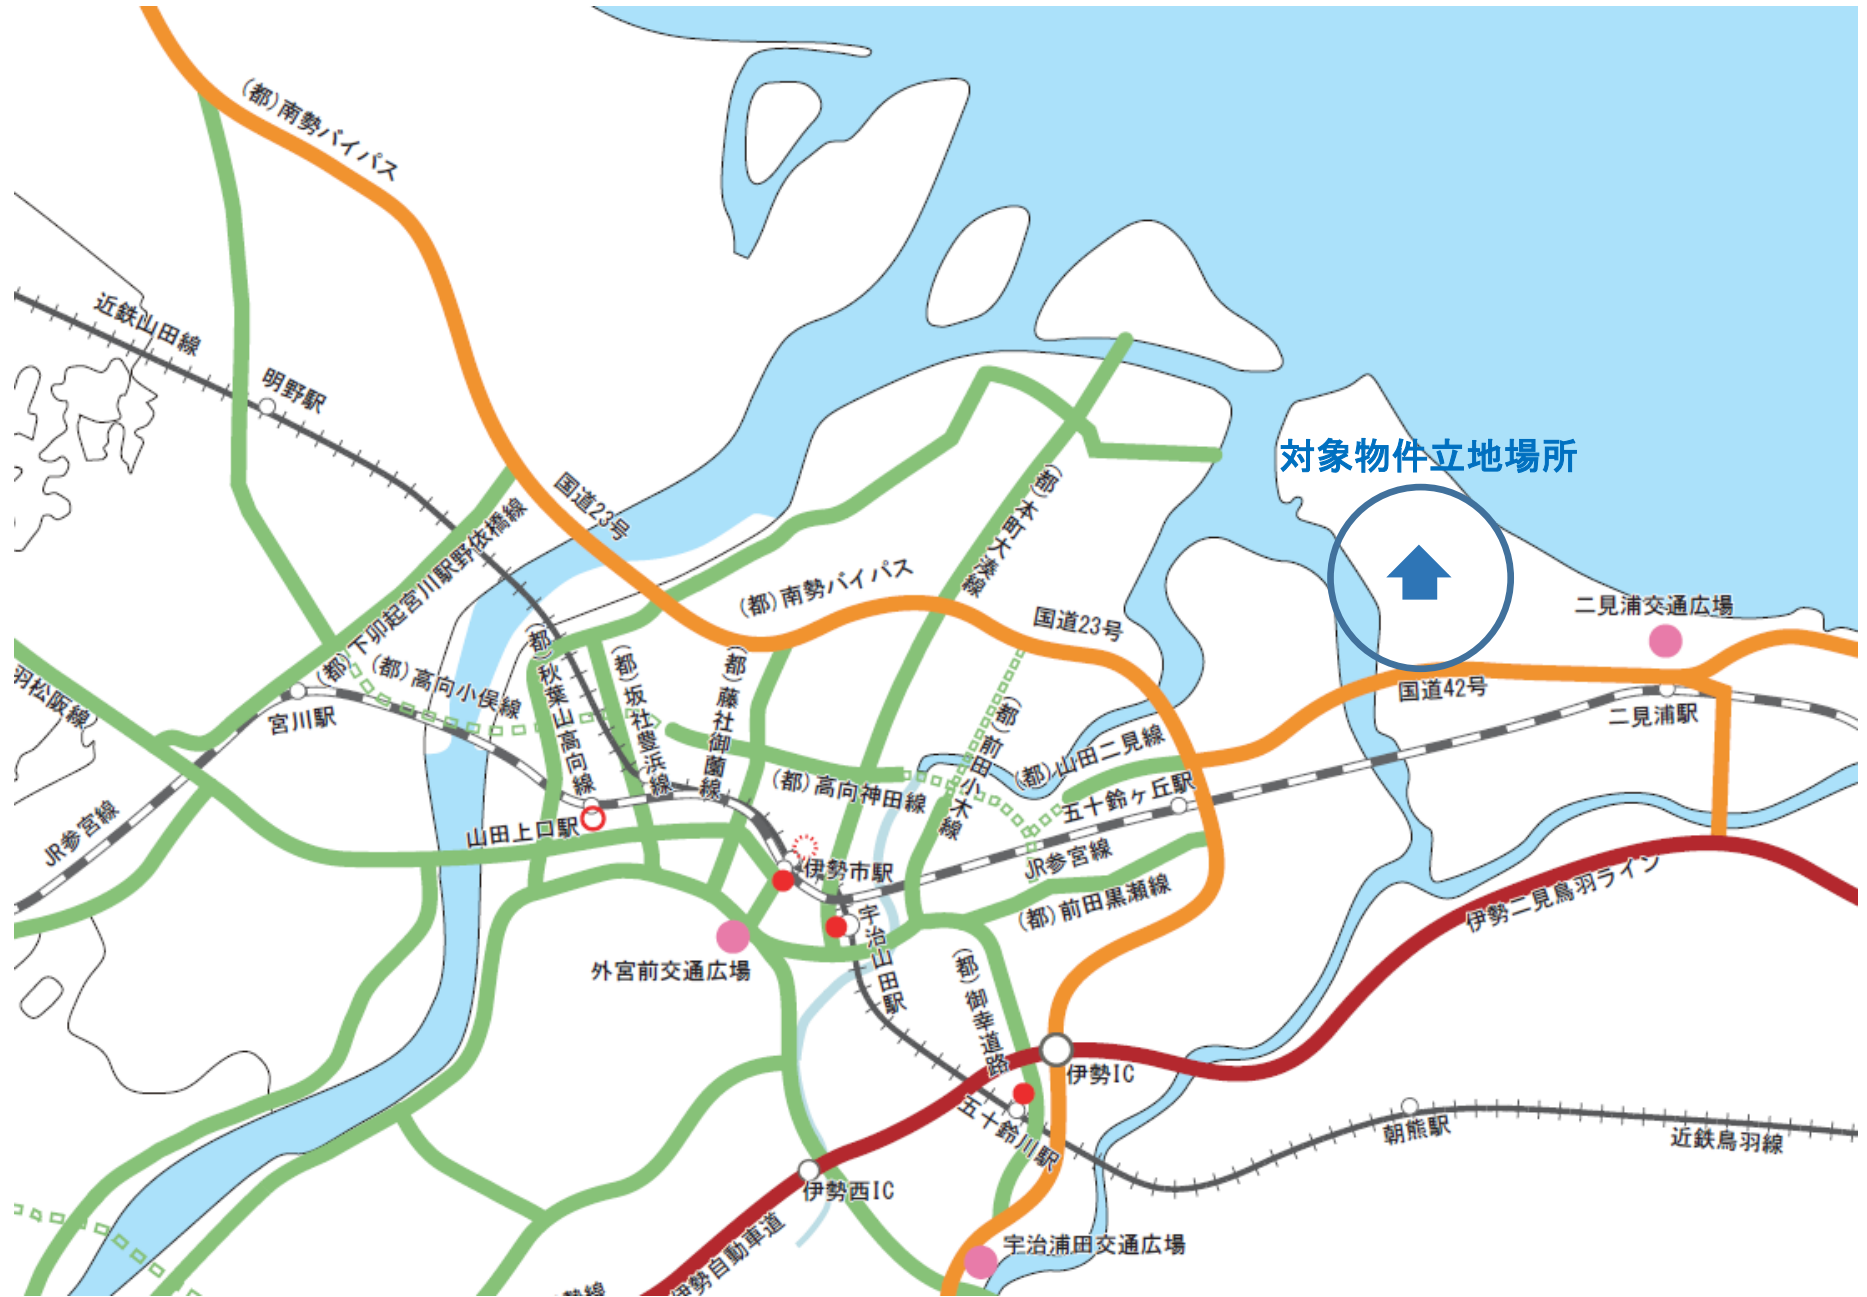 (都)南勢バイパス
近鉄山田線
明野駅
対象物件立地場所
国道23号
(都)本町大湊線
(都)下卯起宮川駅野依橋線
(都)南勢バイパス
国道23号
二見浦交通広場
(都)高向小俣線
(都)秋葉山高向線
(都)坂社豊浜線
(都)藤社御薗線
国道42号
羽松阪線)
宮川駅
二見浦駅
(都)前田小木線
(都)山田二見線
(都)高向神田線
五十鈴ヶ丘駅
JR参宮線
山田上口駅
伊勢市駅
JR参宮線
(都)前田黒瀬線
伊勢二見鳥羽ライン
宇治山田駅
外宮前交通広場
(都)御幸道路
伊勢IC
五十鈴川駅
朝熊駅
近鉄鳥羽線
伊勢西IC
伊勢自動車道
宇治浦田交通広場
勢線